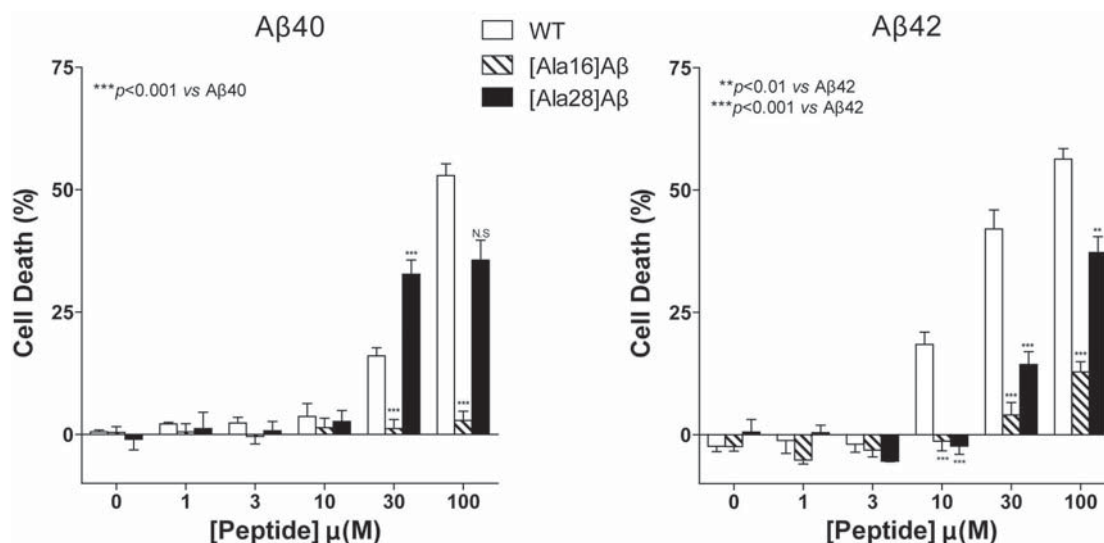 Aβ40
WT
[Ala16]Aβ
[Ala28]Aβ
Aβ42
***p<0.001 vs Aβ40
Cell Death (%)
75
50
25
0
***
***
***
N.S
0 1 3 10 30 100
[Peptide] μ(M)
**p<0.01 vs Aβ42
***p<0.001 vs Aβ42
Cell Death (%)
75
50
25
0
*** ***
*** ***
*** **
0 1 3 10 30 100
[Peptide] μ(M)